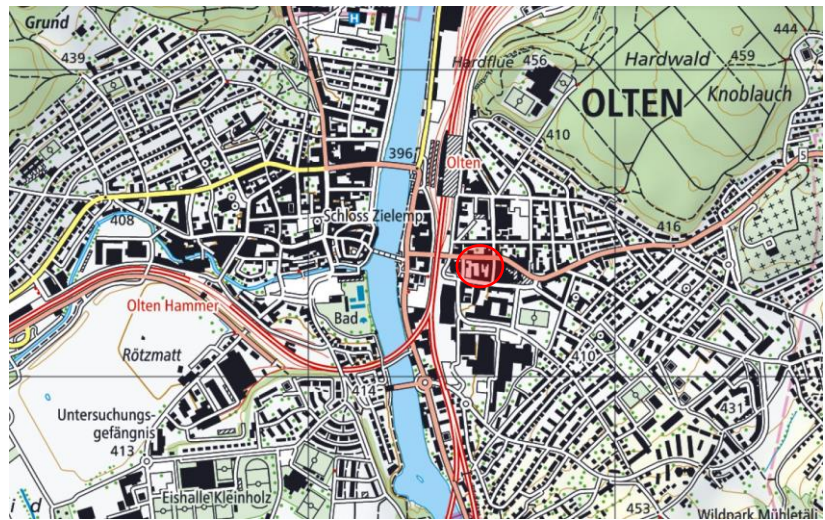 Grund
439
H
Hardflue
456
Hardwald
459
444
OLTEN
Knoblauch
410
396
Olten
S
408
Schloss Zielemp
416
Olten Hammer
Bad
Rötzmatt
410
414
431
Untersuchungs-
gefängnis
413
Eishalle Kleinholz
i d
453
Wildpark Mühletäli